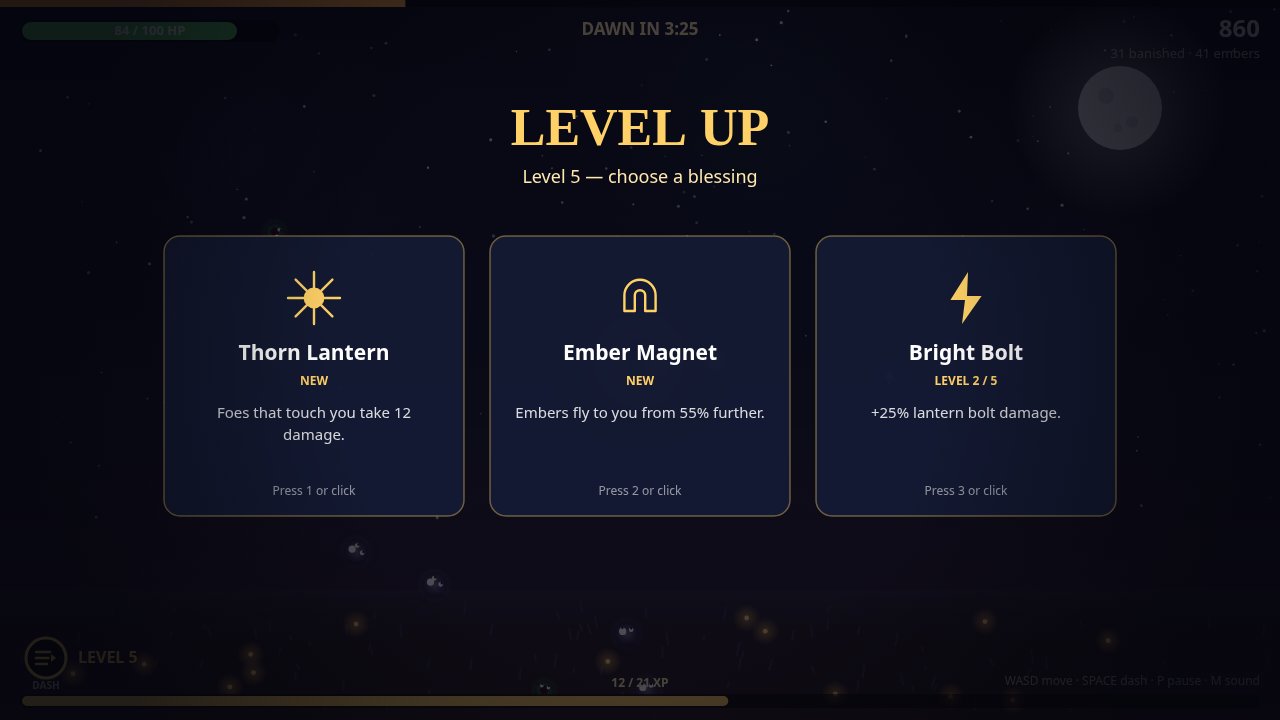 84 / 100 HP
DAWN IN 3:25
860
31 banished · 41 embers
LEVEL UP
Level 5 — choose a blessing
Thorn Lantern
NEW
Foes that touch you take 12
damage.
Press 1 or click
Ember Magnet
NEW
Embers fly to you from 55% further.
Press 2 or click
Bright Bolt
LEVEL 2 / 5
+25% lantern bolt damage.
Press 3 or click
LEVEL 5
DASH
12 / 21 XP
WASD move · SPACE dash · P pause · M sound